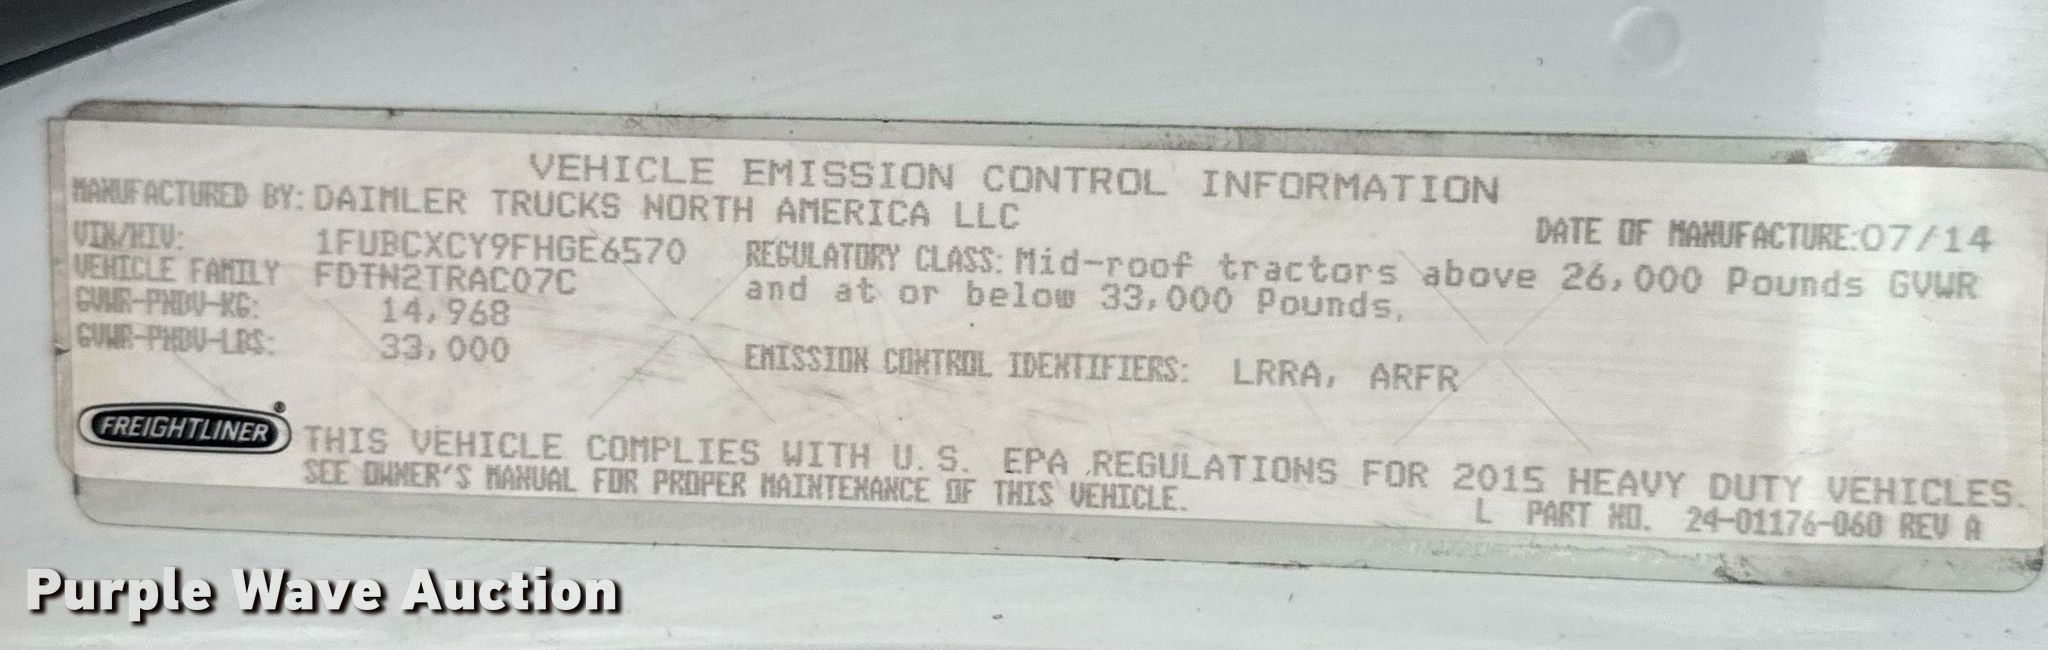 VEHICLE EMISSION CONTROL INFORMATION
MANUFACTURED BY: DAIMLER TRUCKS NORTH AMERICA LLC
DATE OF MANUFACTURE:07/14
VIN/NIV: 1FUBCXCY9FHGE6570
VEHICLE FAMILY FDTN2TRAC07C
GVWR-PNDV-KG: 14,968
GVWR-PNDV-LBS: 33,000
REGULATORY CLASS: Mid-roof tractors above 26,000 Pounds GVWR
and at or below 33,000 Pounds.
EMISSION CONTROL IDENTIFIERS: LRRA, ARFR
FREIGHTLINER®
THIS VEHICLE COMPLIES WITH U.S. EPA REGULATIONS FOR 2015 HEAVY DUTY VEHICLES.
SEE OWNER'S MANUAL FOR PROPER MAINTENANCE OF THIS VEHICLE.
L PART NO. 24-01176-060 REV A
Purple Wave Auction